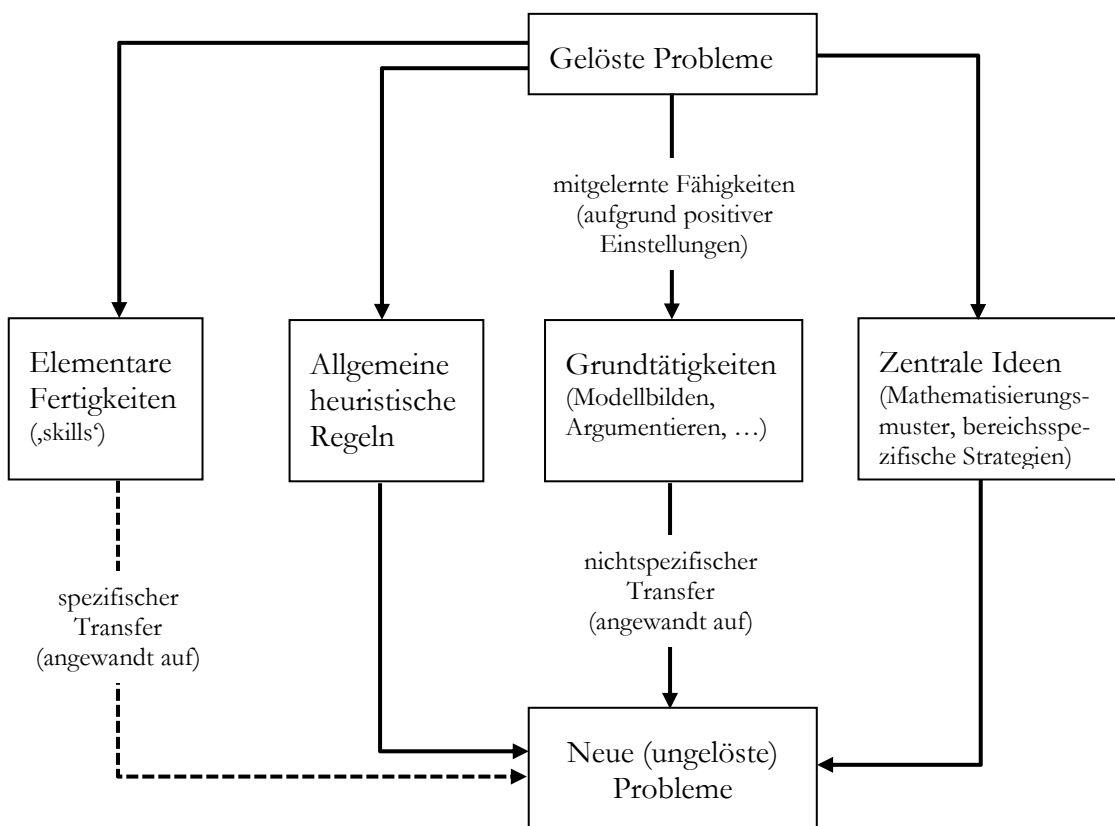 Gelöste Probleme
mitgelernte Fähigkeiten
(aufgrund positiver
Einstellungen)
Elementare
Fertigkeiten
(‚skills‘)
Allgemeine
heuristische
Regeln
Grundtätigkeiten
(Modellbilden,
Argumentieren, …)
Zentrale Ideen
(Mathematisierungs-
muster, bereichsspe-
zifische Strategien)
spezifischer
Transfer
(angewandt auf)
nichtspezifischer
Transfer
(angewandt auf)
Neue (ungelöste)
Probleme